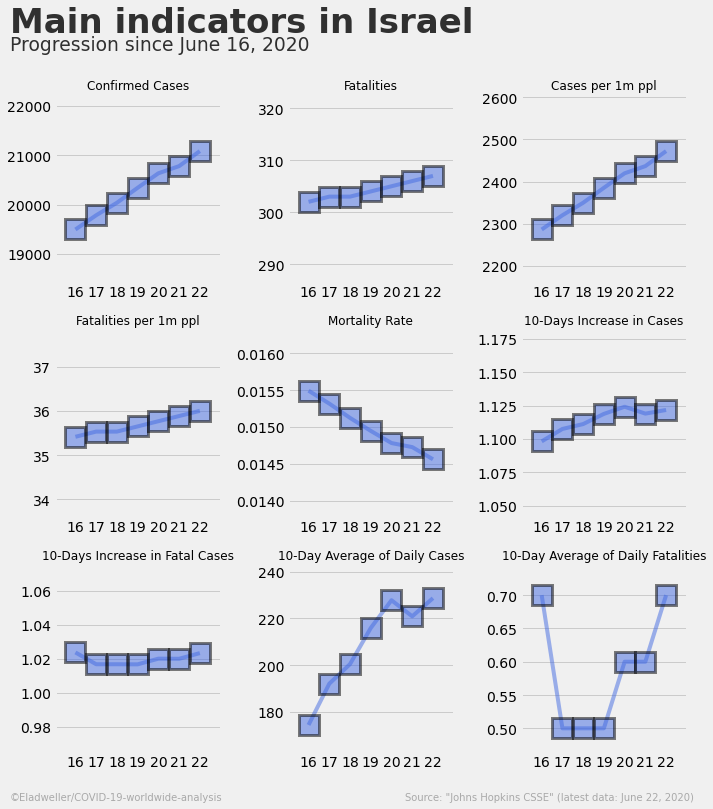 Main indicators in Israel
Progression since June 16, 2020
Confirmed Cases
22000
21000
20000
19000
16 17 18 19 20 21 22
Fatalities
320
310
300
290
16 17 18 19 20 21 22
Cases per 1m ppl
2600
2500
2400
2300
2200
16 17 18 19 20 21 22
Fatalities per 1m ppl
37
36
35
34
16 17 18 19 20 21 22
Mortality Rate
0.0160
0.0155
0.0150
0.0145
0.0140
16 17 18 19 20 21 22
10-Days Increase in Cases
1.175
1.150
1.125
1.100
1.075
1.050
16 17 18 19 20 21 22
10-Days Increase in Fatal Cases
1.06
1.04
1.02
1.00
0.98
16 17 18 19 20 21 22
10-Day Average of Daily Cases
240
220
200
180
16 17 18 19 20 21 22
10-Day Average of Daily Fatalities
0.70
0.65
0.60
0.55
0.50
16 17 18 19 20 21 22
©Eladweller/COVID-19-worldwide-analysis
Source: "Johns Hopkins CSSE" (latest data: June 22, 2020)